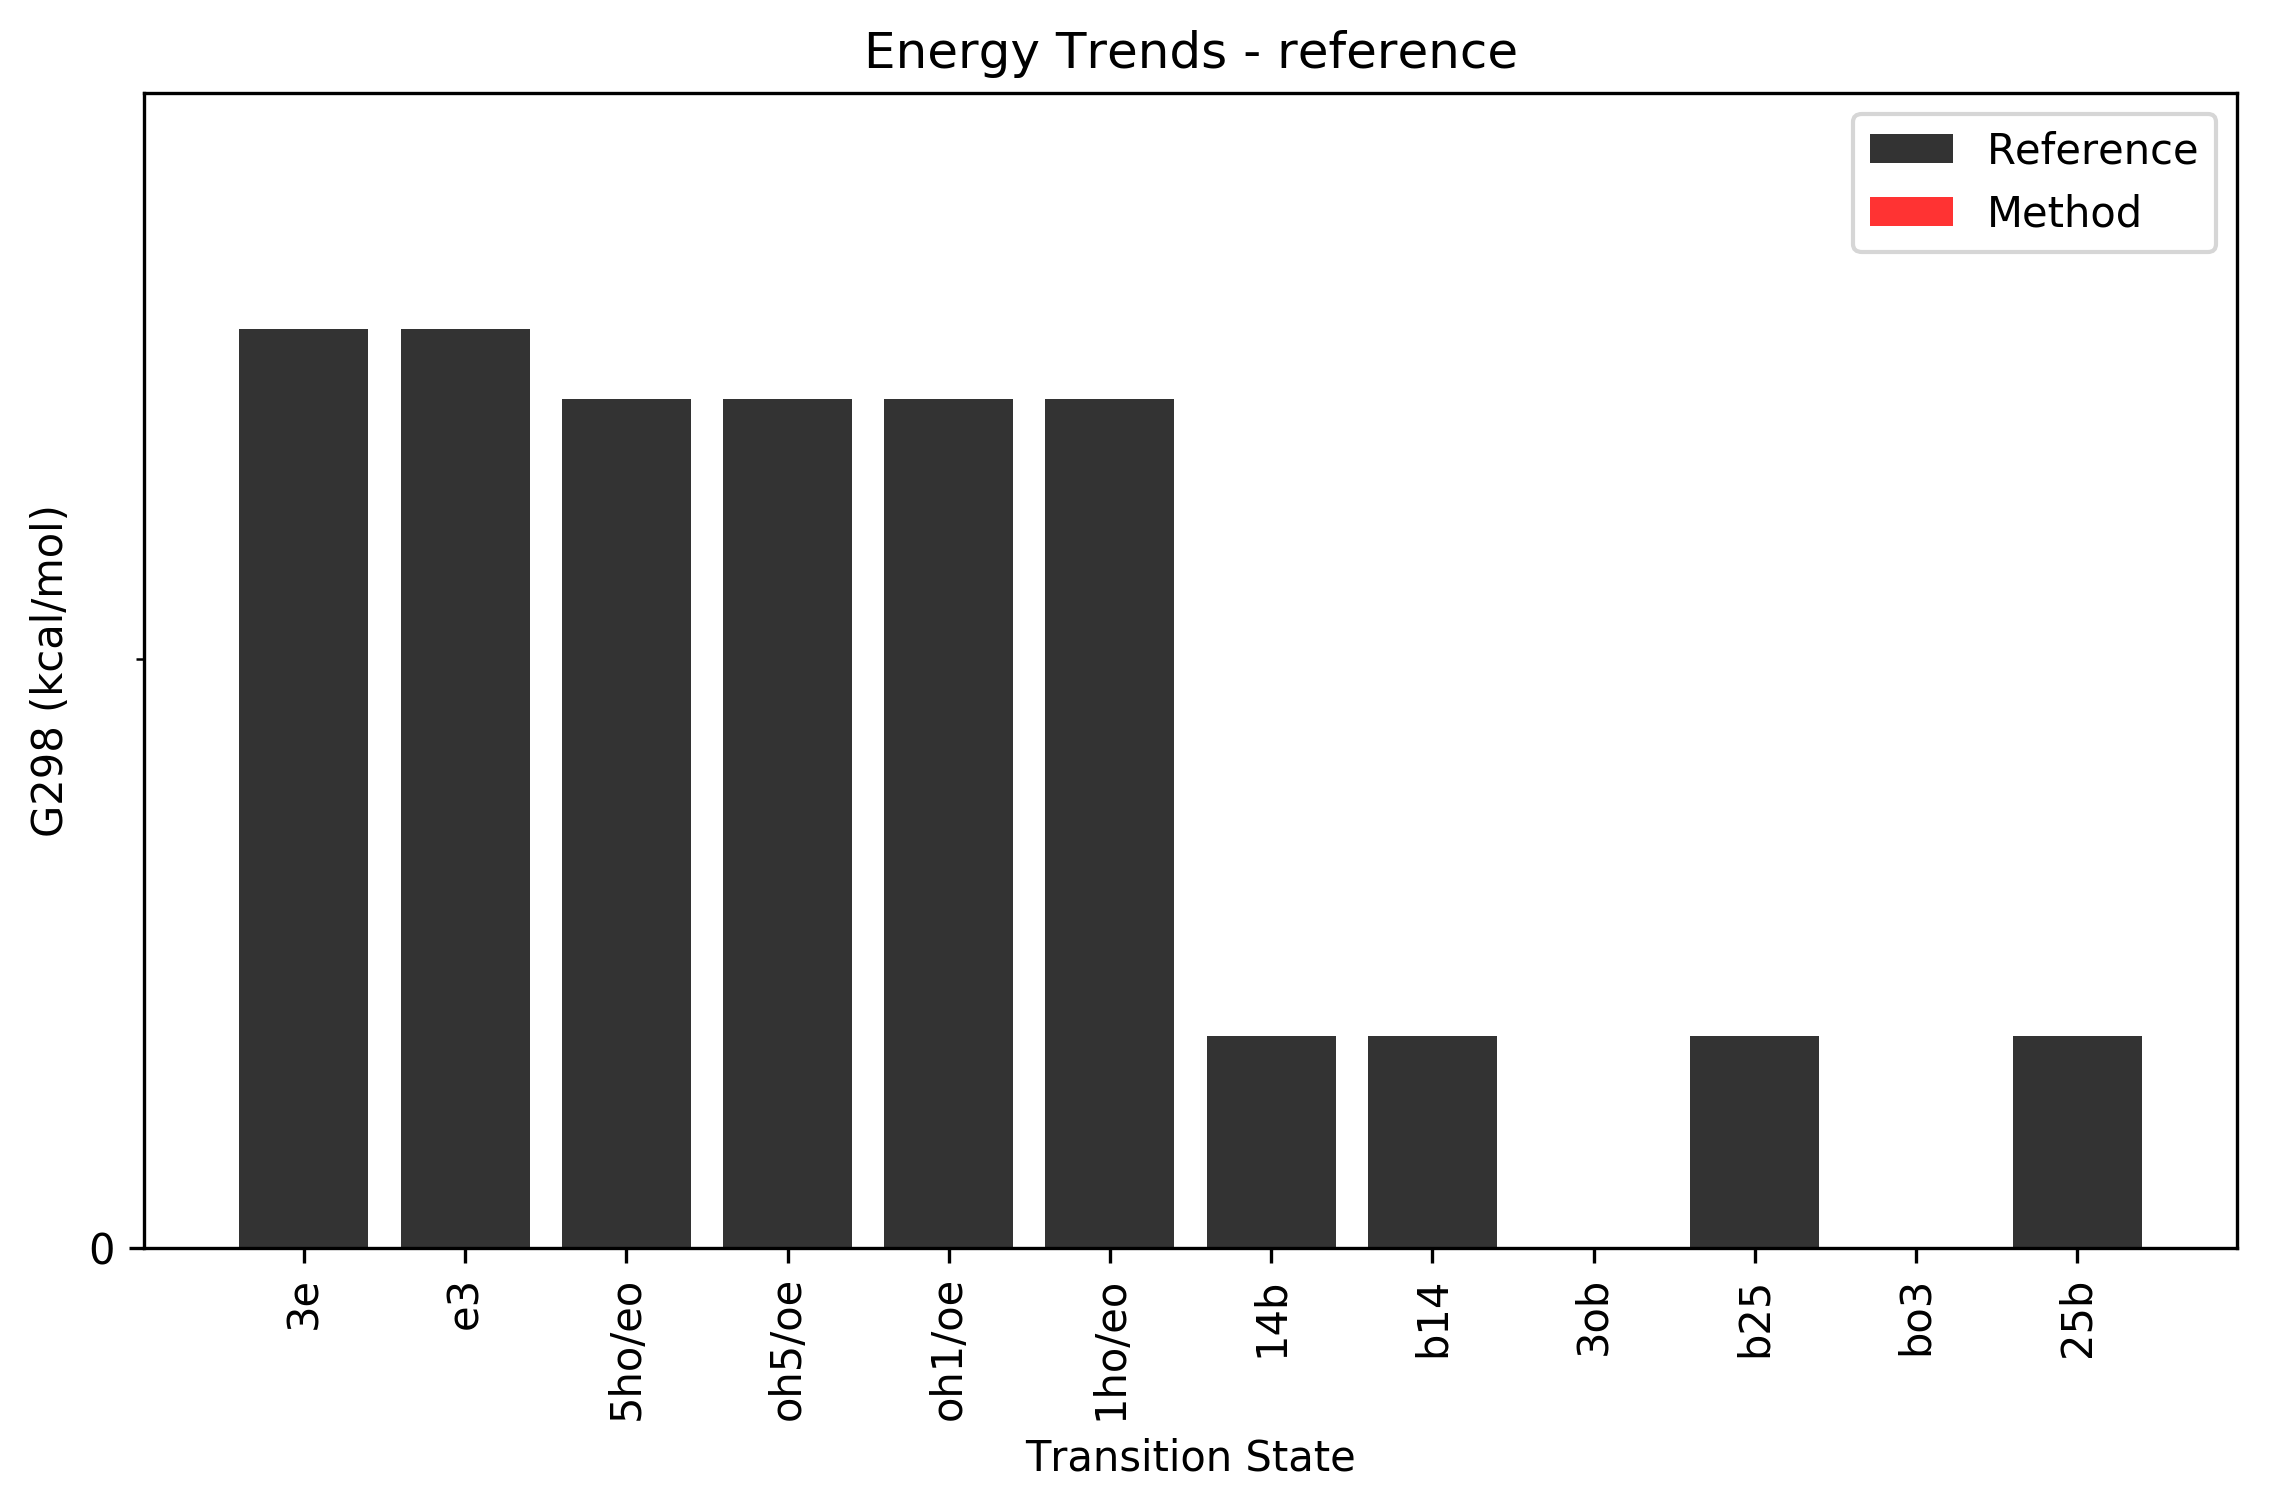 Energy Trends - reference
Reference
Method
G298 (kcal/mol)
0
3e
e3
5ho/eo
oh5/oe
oh1/oe
1ho/eo
14b
b14
3ob
b25
bo3
25b
Transition State